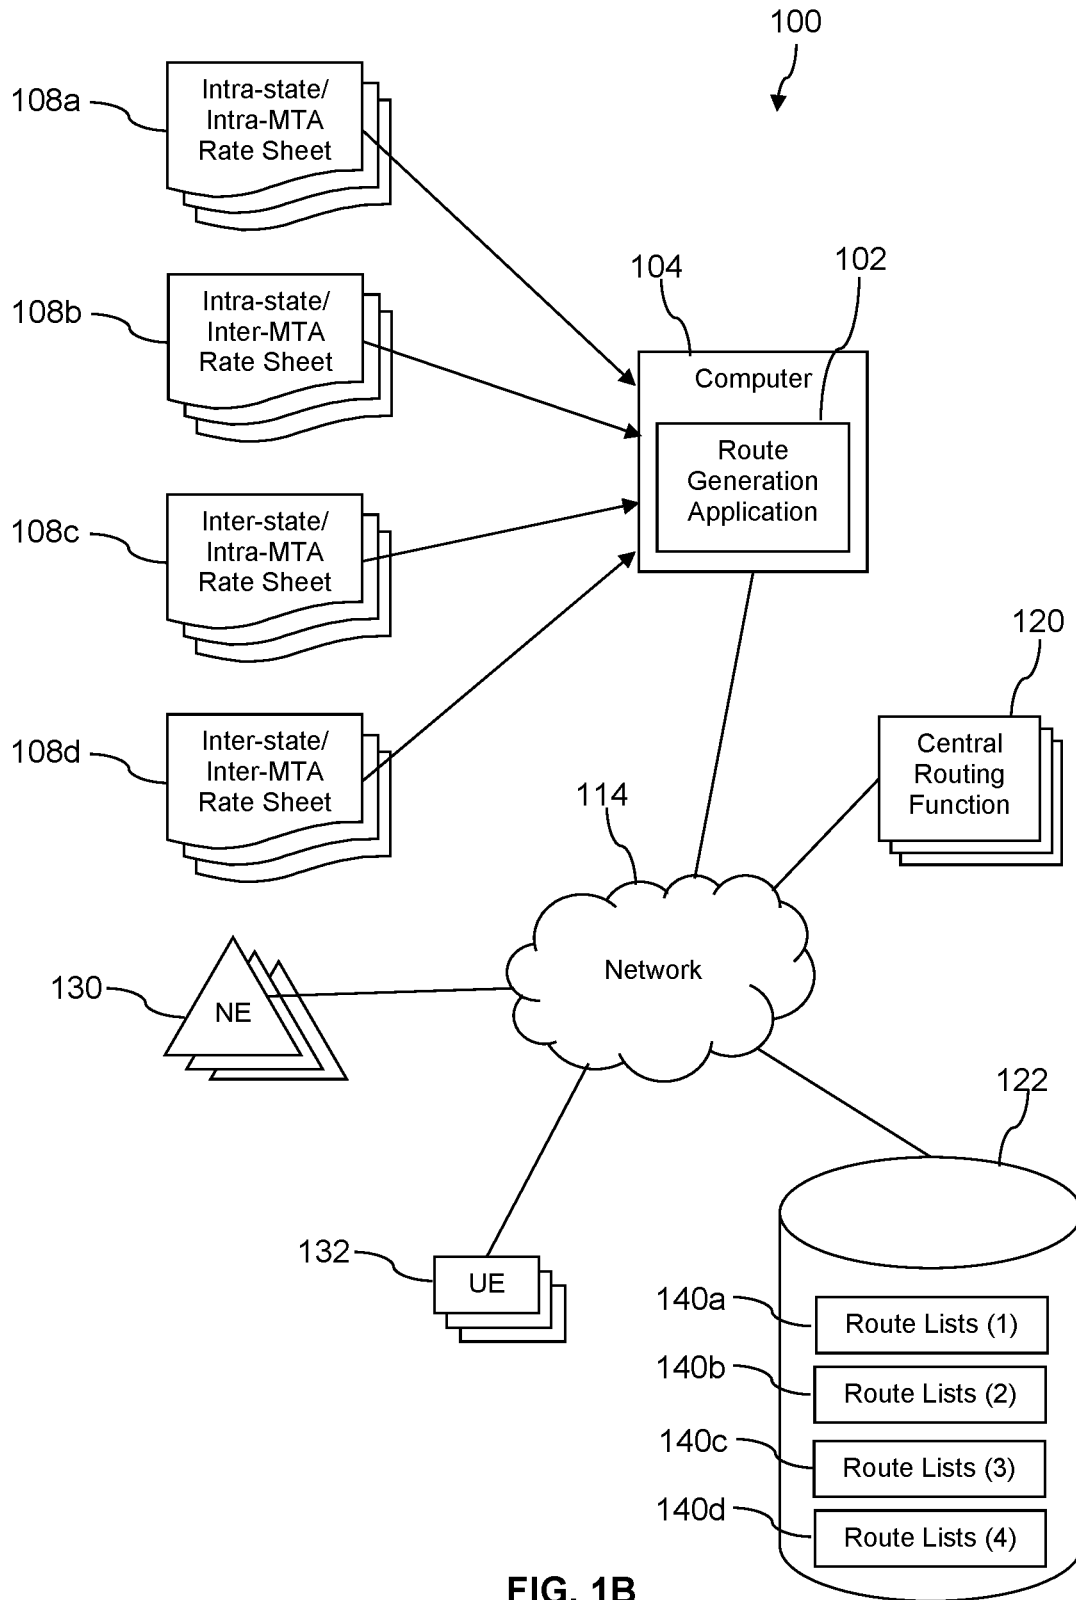 100
108a
Intra-state/
Intra-MTA
Rate Sheet
108b
Intra-state/
Inter-MTA
Rate Sheet
104
102
Computer
Route
Generation
Application
108c
Inter-state/
Intra-MTA
Rate Sheet
120
Central
Routing
Function
108d
Inter-state/
Inter-MTA
Rate Sheet
114
Network
130
NE
122
132
UE
140a
Route Lists (1)
140b
Route Lists (2)
140c
Route Lists (3)
140d
Route Lists (4)
FIG. 1B